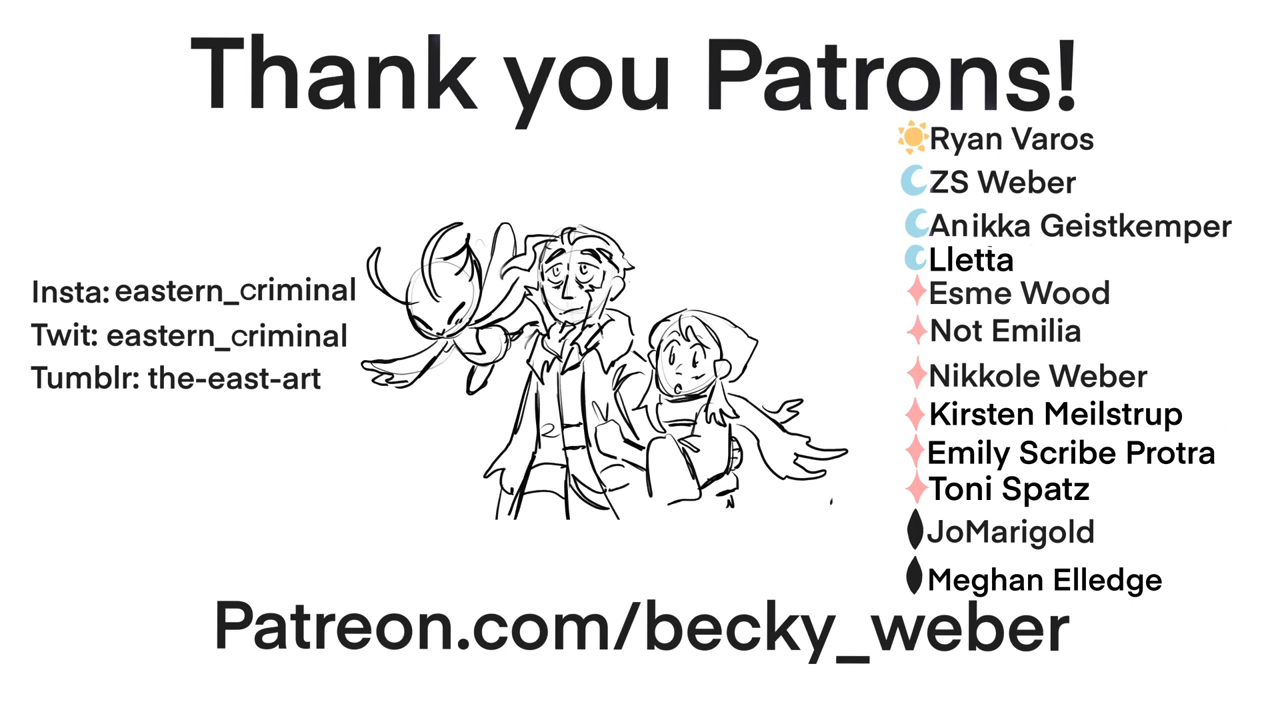 Thank you Patrons!
Ryan Varos
ZS Weber
Anikka Geistkemper
Lletta
Esme Wood
Not Emilia
Nikkole Weber
Kirsten Meilstrup
Emily Scribe Protra
Toni Spatz
JoMarigold
Meghan Elledge
Insta: eastern_criminal
Twit: eastern_criminal
Tumblr: the-east-art
Patreon.com/becky_weber